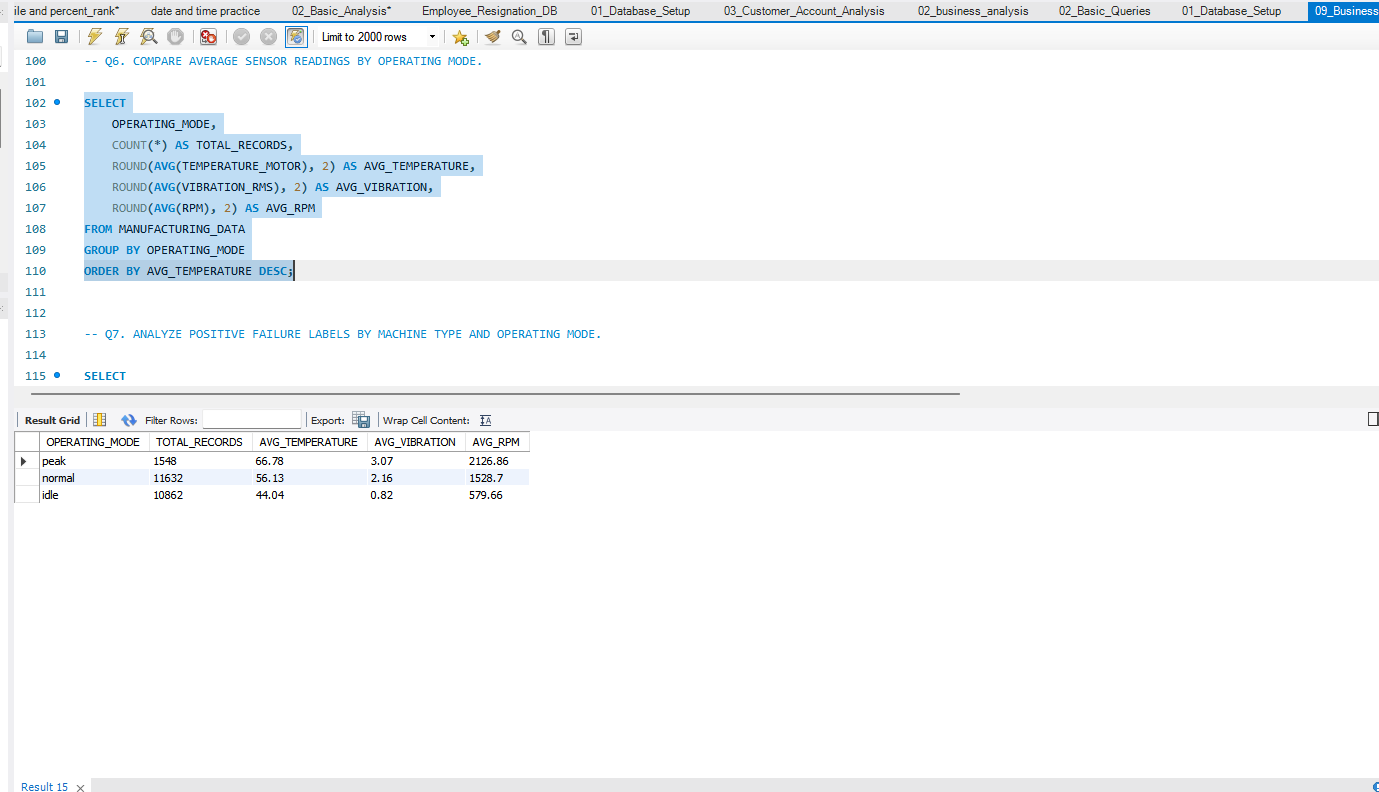 ile and percent_rank* date and time practice 02_Basic_Analysis* Employee_Resignation_DB 01_Database_Setup 03_Customer_Account_Analysis 02_business_analysis 02_Basic_Queries 01_Database_Setup 09_Business
Limit to 2000 rows
100 -- Q6. COMPARE AVERAGE SENSOR READINGS BY OPERATING MODE.
101
102 SELECT
103 OPERATING_MODE,
104 COUNT(*) AS TOTAL_RECORDS,
105 ROUND(AVG(TEMPERATURE_MOTOR), 2) AS AVG_TEMPERATURE,
106 ROUND(AVG(VIBRATION_RMS), 2) AS AVG_VIBRATION,
107 ROUND(AVG(RPM), 2) AS AVG_RPM
108 FROM MANUFACTURING_DATA
109 GROUP BY OPERATING_MODE
110 ORDER BY AVG_TEMPERATURE DESC;
111
112
113 -- Q7. ANALYZE POSITIVE FAILURE LABELS BY MACHINE TYPE AND OPERATING MODE.
114
115 SELECT
Result Grid Filter Rows: Export: Wrap Cell Content:
OPERATING_MODE TOTAL_RECORDS AVG_TEMPERATURE AVG_VIBRATION AVG_RPM
peak 1548 66.78 3.07 2126.86
normal 11632 56.13 2.16 1528.7
idle 10862 44.04 0.82 579.66
Result 15